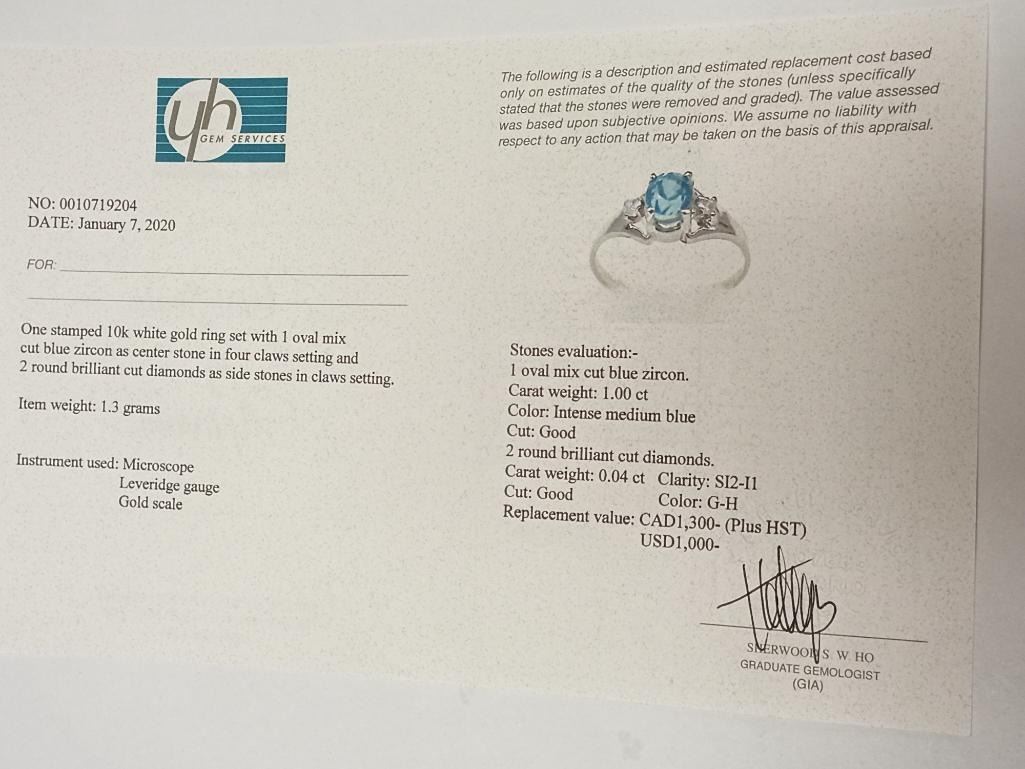 yh
GEM SERVICES
NO: 0010719204
DATE: January 7, 2020
FOR:
One stamped 10k white gold ring set with 1 oval mix
cut blue zircon as center stone in four claws setting and
2 round brilliant cut diamonds as side stones in claws setting.
Item weight: 1.3 grams
Instrument used: Microscope
Leveridge gauge
Gold scale
The following is a description and estimated replacement cost based
only on estimates of the quality of the stones (unless specifically
stated that the stones were removed and graded). The value assessed
was based upon subjective opinions. We assume no liability with
respect to any action that may be taken on the basis of this appraisal.
Stones evaluation:-
1 oval mix cut blue zircon.
Carat weight: 1.00 ct
Color: Intense medium blue
Cut: Good
2 round brilliant cut diamonds.
Carat weight: 0.04 ct Clarity: SI2-I1
Cut: Good Color: G-H
Replacement value: CAD1,300- (Plus HST)
USD1,000-
SHERWOOD S. W. HO
GRADUATE GEMOLOGIST
(GIA)